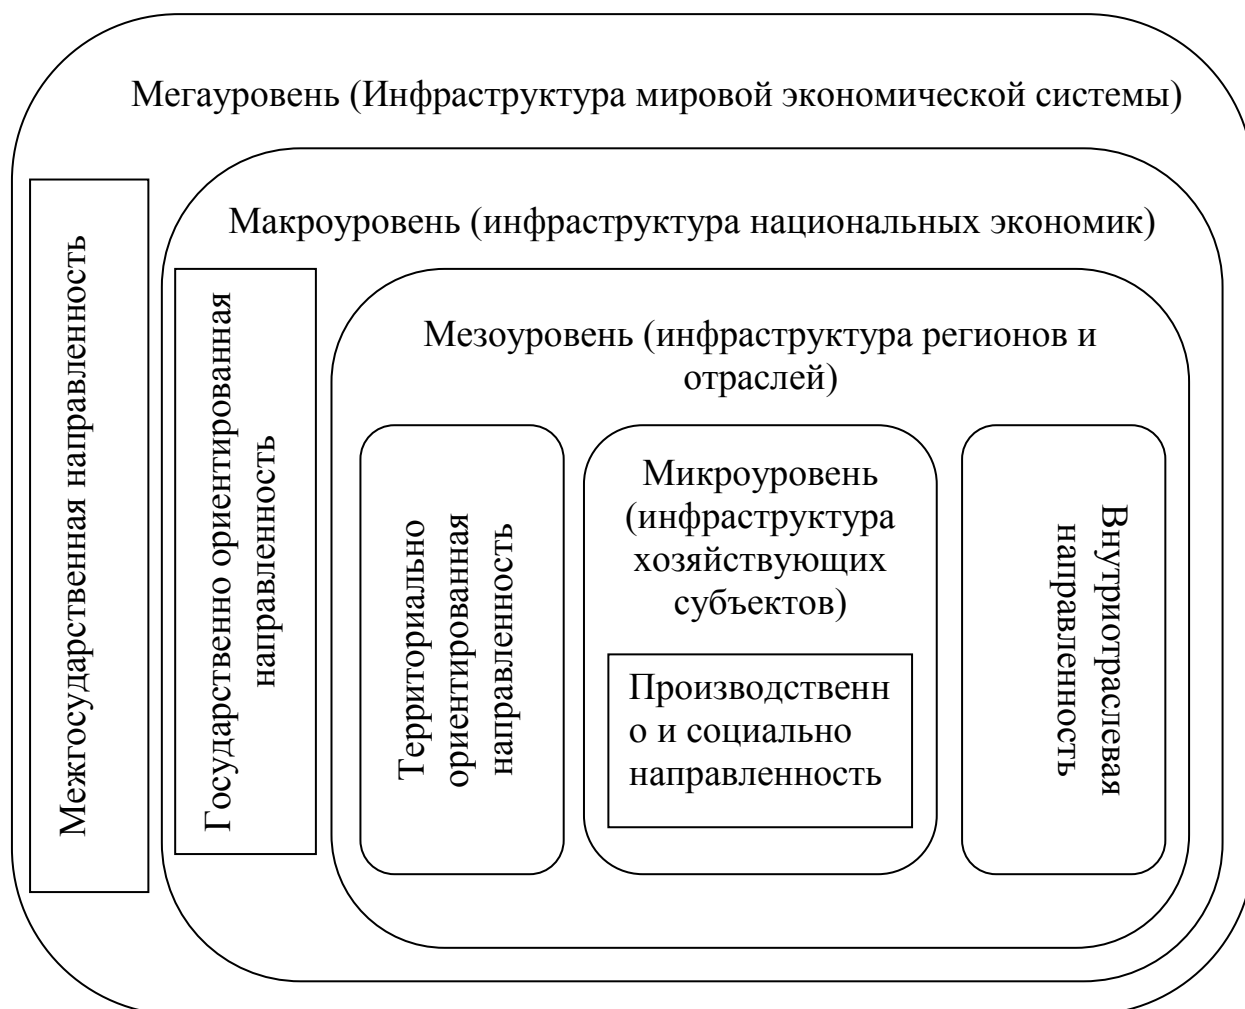 Мегауровень (Инфраструктура мировой экономической системы)
Макроуровень (инфраструктура национальных экономик)
Мезоуровень (инфраструктура регионов и
отраслей)
Межгосударственная направленность
Государственно ориентированная
направленность
Территориально
ориентированная
направленность
Микроуровень
(инфраструктура
хозяйствующих
субъектов)
Производственн
о и социально
направленность
Внутриотраслевая
направленность